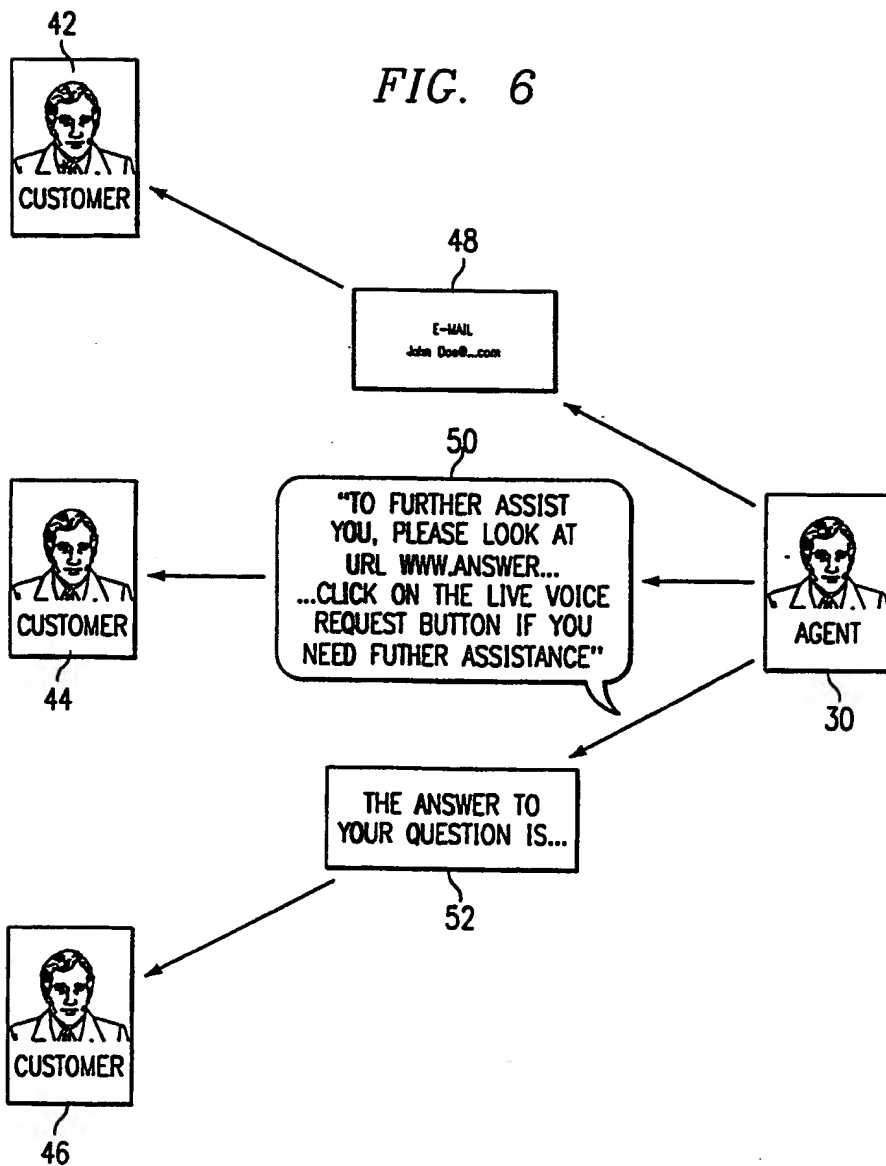 42
FIG. 6
CUSTOMER
48
E-MAIL
John Doe@...com
50
"TO FURTHER ASSIST
YOU, PLEASE LOOK AT
URL WWW.ANSWER...
...CLICK ON THE LIVE VOICE
REQUEST BUTTON IF YOU
NEED FUTHER ASSISTANCE"
CUSTOMER
44
AGENT
30
THE ANSWER TO
YOUR QUESTION IS...
52
CUSTOMER
46